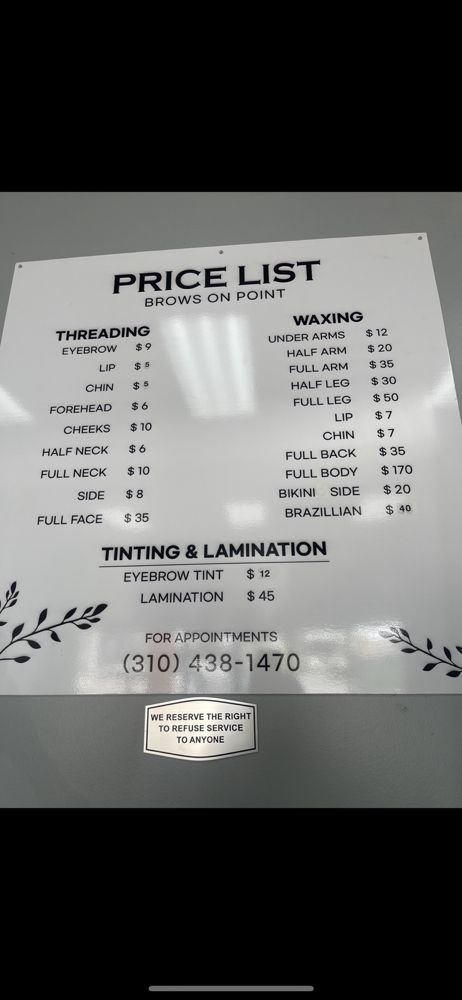 PRICE LIST
BROWS ON POINT
THREADING
EYEBROW $9
LIP $5
CHIN $5
FOREHEAD $6
CHEEKS $10
HALF NECK $6
FULL NECK $10
SIDE $8
FULL FACE $35
WAXING
UNDER ARMS $12
HALF ARM $20
FULL ARM $35
HALF LEG $30
FULL LEG $50
LIP $7
CHIN $7
FULL BACK $35
FULL BODY $170
BIKINI SIDE $20
BRAZILLIAN $40
TINTING & LAMINATION
EYEBROW TINT $12
LAMINATION $45
FOR APPOINTMENTS
(310) 438-1470
WE RESERVE THE RIGHT
TO REFUSE SERVICE
TO ANYONE